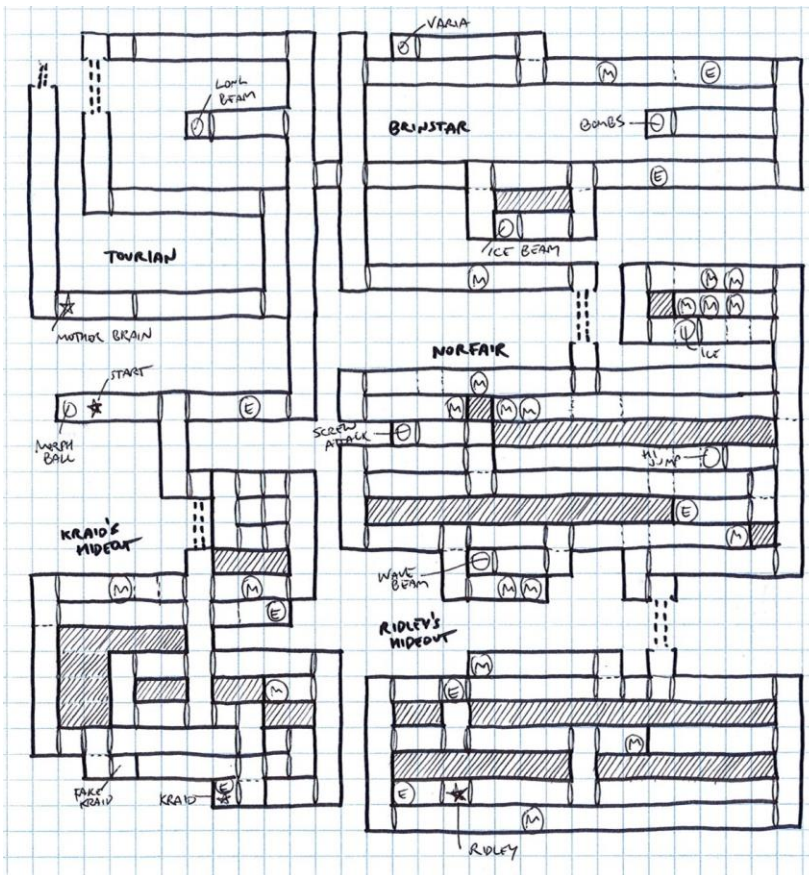 VARIA
M E
LONG
BEAM
BRINSTAR
BOMBS
E
ICE BEAM
TOURIAN
M
M M
M M M
MOTHER BRAIN
NORFAIR
ICE
START
M
E
M M M
MORPH
BALL
SCREW
ATTACK
HI
JUMP
E
M
KRAID'S
HIDEOUT
WAVE
BEAM
M M
M M
E
RIDLEY'S
HIDEOUT
M
M
E
M
FAKE
KRAID
KRAID
E
E
M
RIDLEY